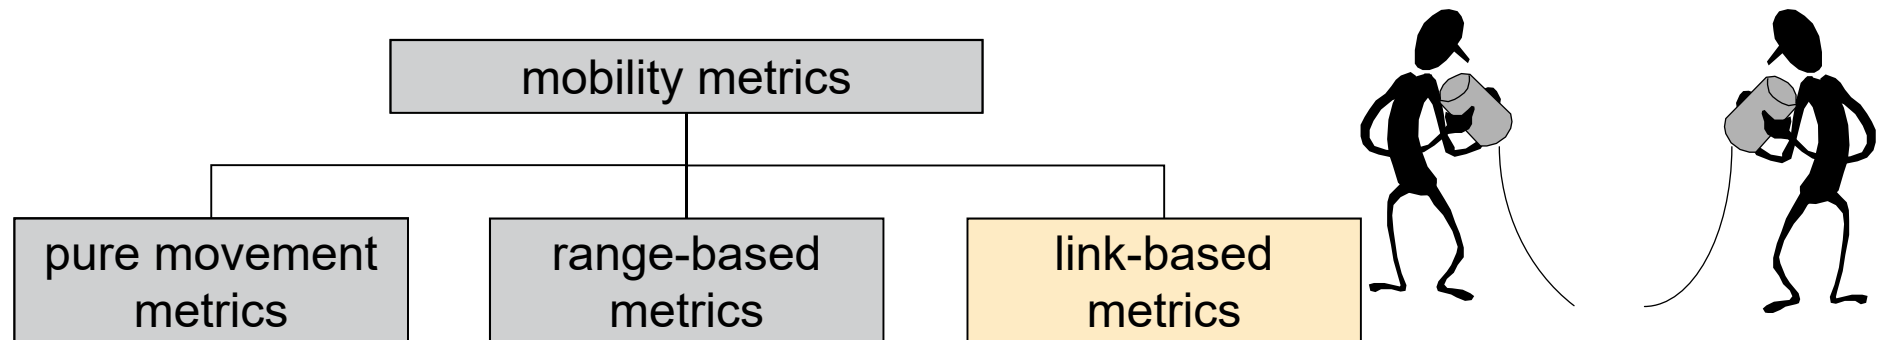 mobility metrics
pure movement
metrics
range-based
metrics
link-based
metrics